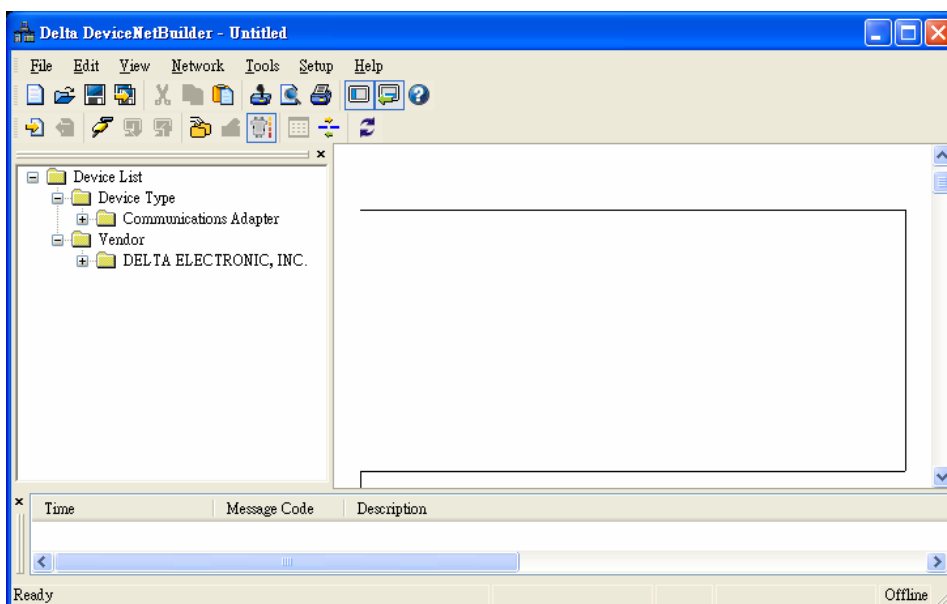 Delta DeviceNetBuilder - Untitled
File Edit View Network Tools Setup Help
Device List
Device Type
Communications Adapter
Vendor
DELTA ELECTRONIC, INC.
Time Message Code Description
Ready Offline